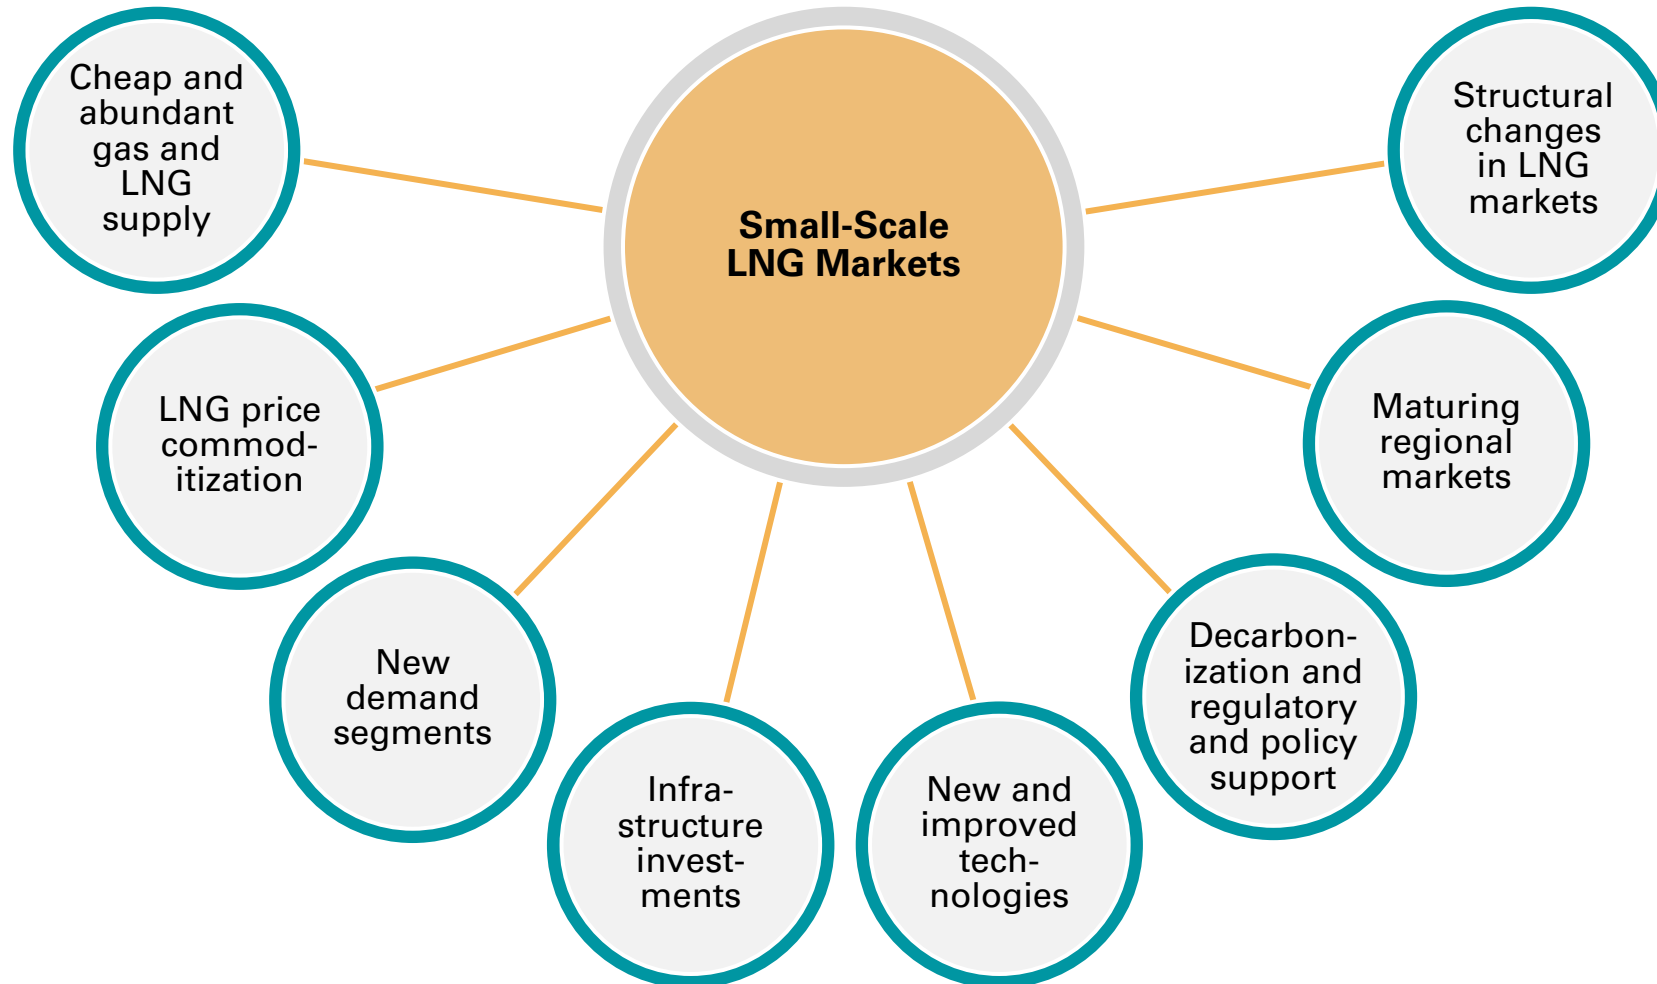 Cheap and
abundant
gas and
LNG
supply
Small-Scale
LNG Markets
Structural
changes
in LNG
markets
LNG price
commod-
itization
Maturing
regional
markets
New
demand
segments
Decarbon-
ization and
regulatory
and policy
support
Infra-
structure
invest-
ments
New and
improved
tech-
nologies